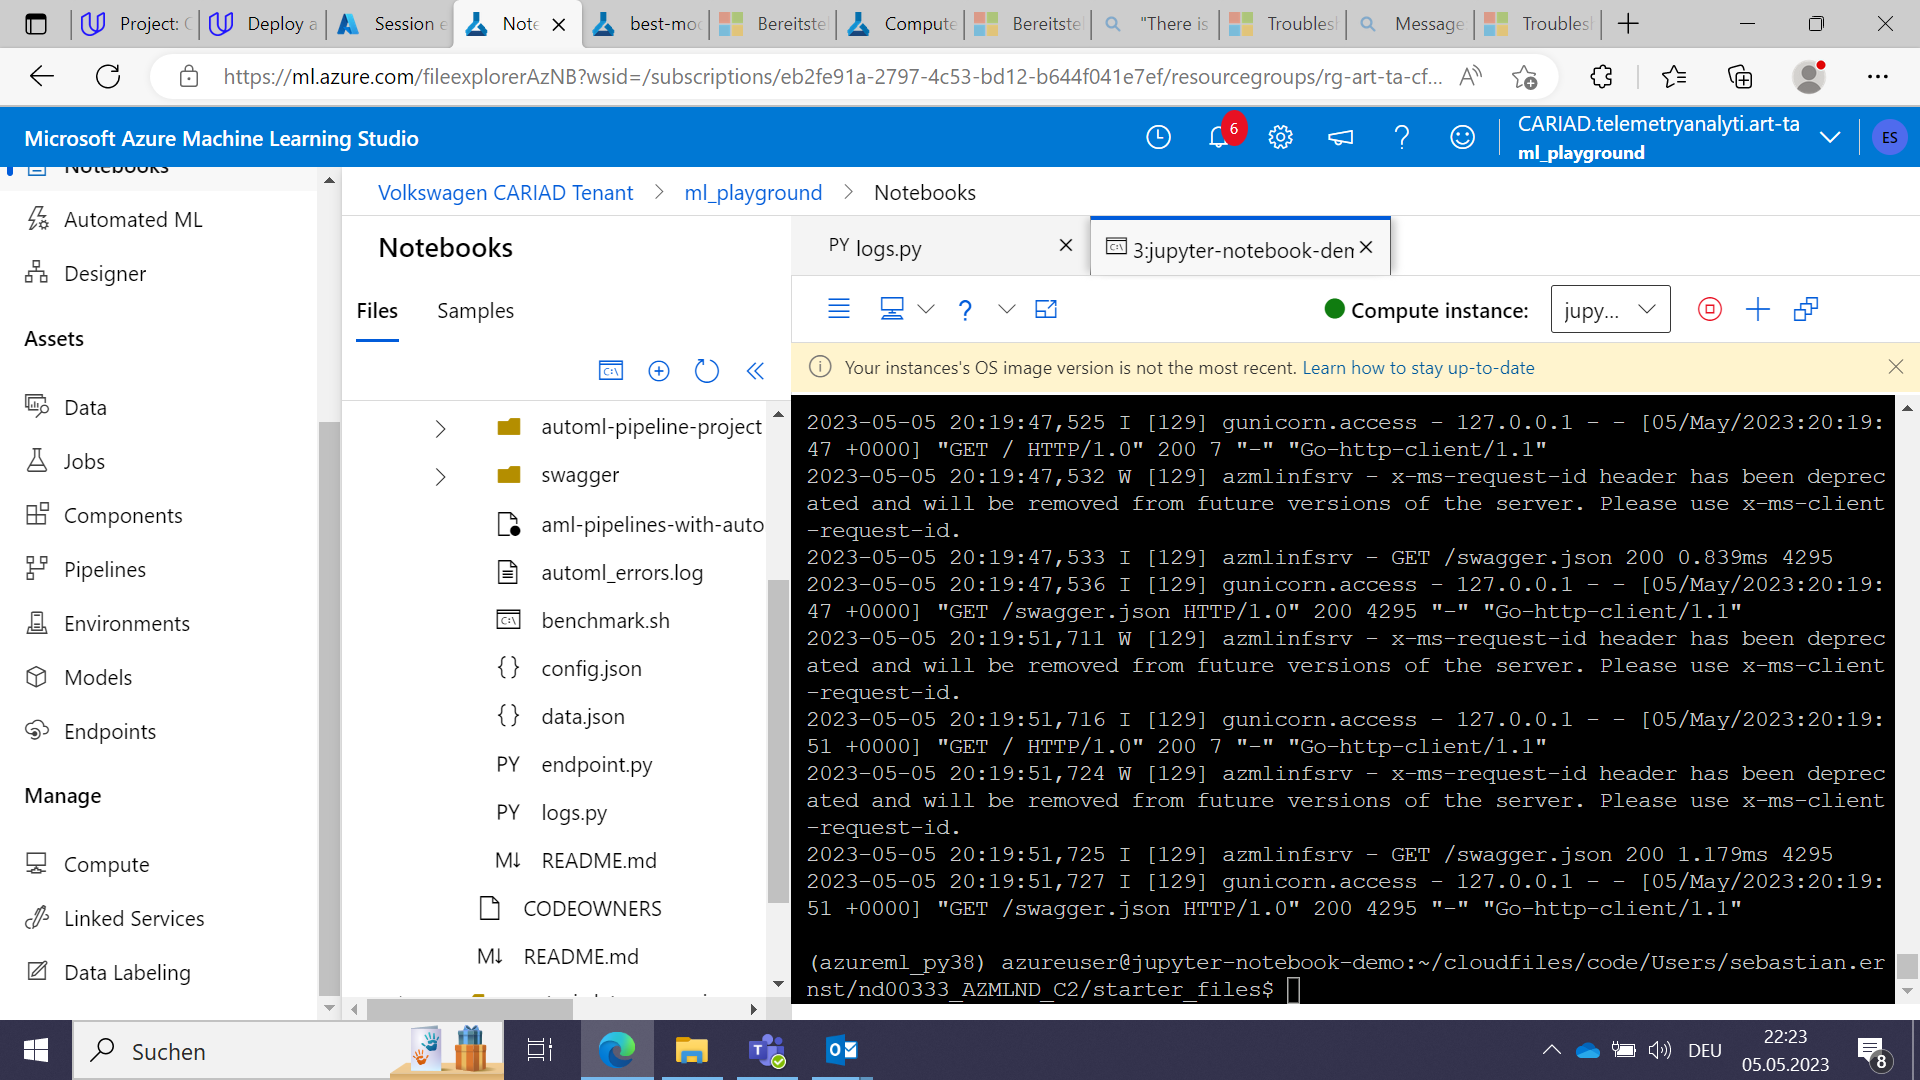 Project: 
Deploy a
Session e
Note
best-mod
Bereitstel
Compute
Bereitstel
"There is
Troublesh
Message
Troublesh
https://ml.azure.com/fileexplorerAzNB?wsid=/subscriptions/eb2fe91a-2797-4c53-bd12-b644f041e7ef/resourcegroups/rg-art-ta-cf...
Microsoft Azure Machine Learning Studio
6
CARIAD.telemetryanalyti.art-ta
ml_playground
ES
Notebooks
Automated ML
Designer
Assets
Data
Jobs
Components
Pipelines
Environments
Models
Endpoints
Manage
Compute
Linked Services
Data Labeling
Volkswagen CARIAD Tenant > ml_playground > Notebooks
Notebooks
Files Samples
automl-pipeline-project
swagger
aml-pipelines-with-auto
automl_errors.log
benchmark.sh
{} config.json
{} data.json
PY endpoint.py
PY logs.py
M↓ README.md
CODEOWNERS
M↓ README.md
PY logs.py
3:jupyter-notebook-den
Compute instance: jupy...
Your instances's OS image version is not the most recent. Learn how to stay up-to-date
2023-05-05 20:19:47,525 I [129] gunicorn.access - 127.0.0.1 - - [05/May/2023:20:19:
47 +0000] "GET / HTTP/1.0" 200 7 "-" "Go-http-client/1.1"
2023-05-05 20:19:47,532 W [129] azmlinfsrv - x-ms-request-id header has been deprec
ated and will be removed from future versions of the server. Please use x-ms-client
-request-id.
2023-05-05 20:19:47,533 I [129] azmlinfsrv - GET /swagger.json 200 0.839ms 4295
2023-05-05 20:19:47,536 I [129] gunicorn.access - 127.0.0.1 - - [05/May/2023:20:19:
47 +0000] "GET /swagger.json HTTP/1.0" 200 4295 "-" "Go-http-client/1.1"
2023-05-05 20:19:51,711 W [129] azmlinfsrv - x-ms-request-id header has been deprec
ated and will be removed from future versions of the server. Please use x-ms-client
-request-id.
2023-05-05 20:19:51,716 I [129] gunicorn.access - 127.0.0.1 - - [05/May/2023:20:19:
51 +0000] "GET / HTTP/1.0" 200 7 "-" "Go-http-client/1.1"
2023-05-05 20:19:51,724 W [129] azmlinfsrv - x-ms-request-id header has been deprec
ated and will be removed from future versions of the server. Please use x-ms-client
-request-id.
2023-05-05 20:19:51,725 I [129] azmlinfsrv - GET /swagger.json 200 1.179ms 4295
2023-05-05 20:19:51,727 I [129] gunicorn.access - 127.0.0.1 - - [05/May/2023:20:19:
51 +0000] "GET /swagger.json HTTP/1.0" 200 4295 "-" "Go-http-client/1.1"
(azureml_py38) azureuser@jupyter-notebook-demo:~/cloudfiles/code/Users/sebastian.er
nst/nd00333_AZMLND_C2/starter_files$
Suchen
DEU
22:23
05.05.2023
8